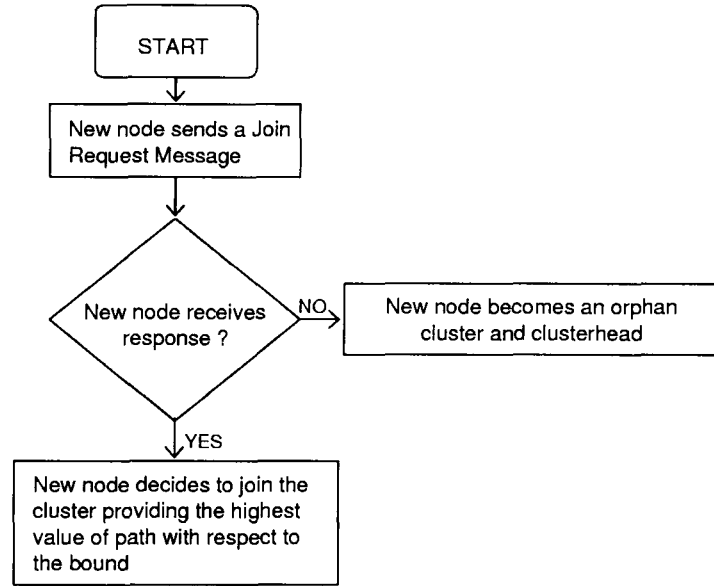 START
New node sends a Join
Request Message
New node receives
response ?
NO
New node becomes an orphan
cluster and clusterhead
YES
New node decides to join the
cluster providing the highest
value of path with respect to
the bound